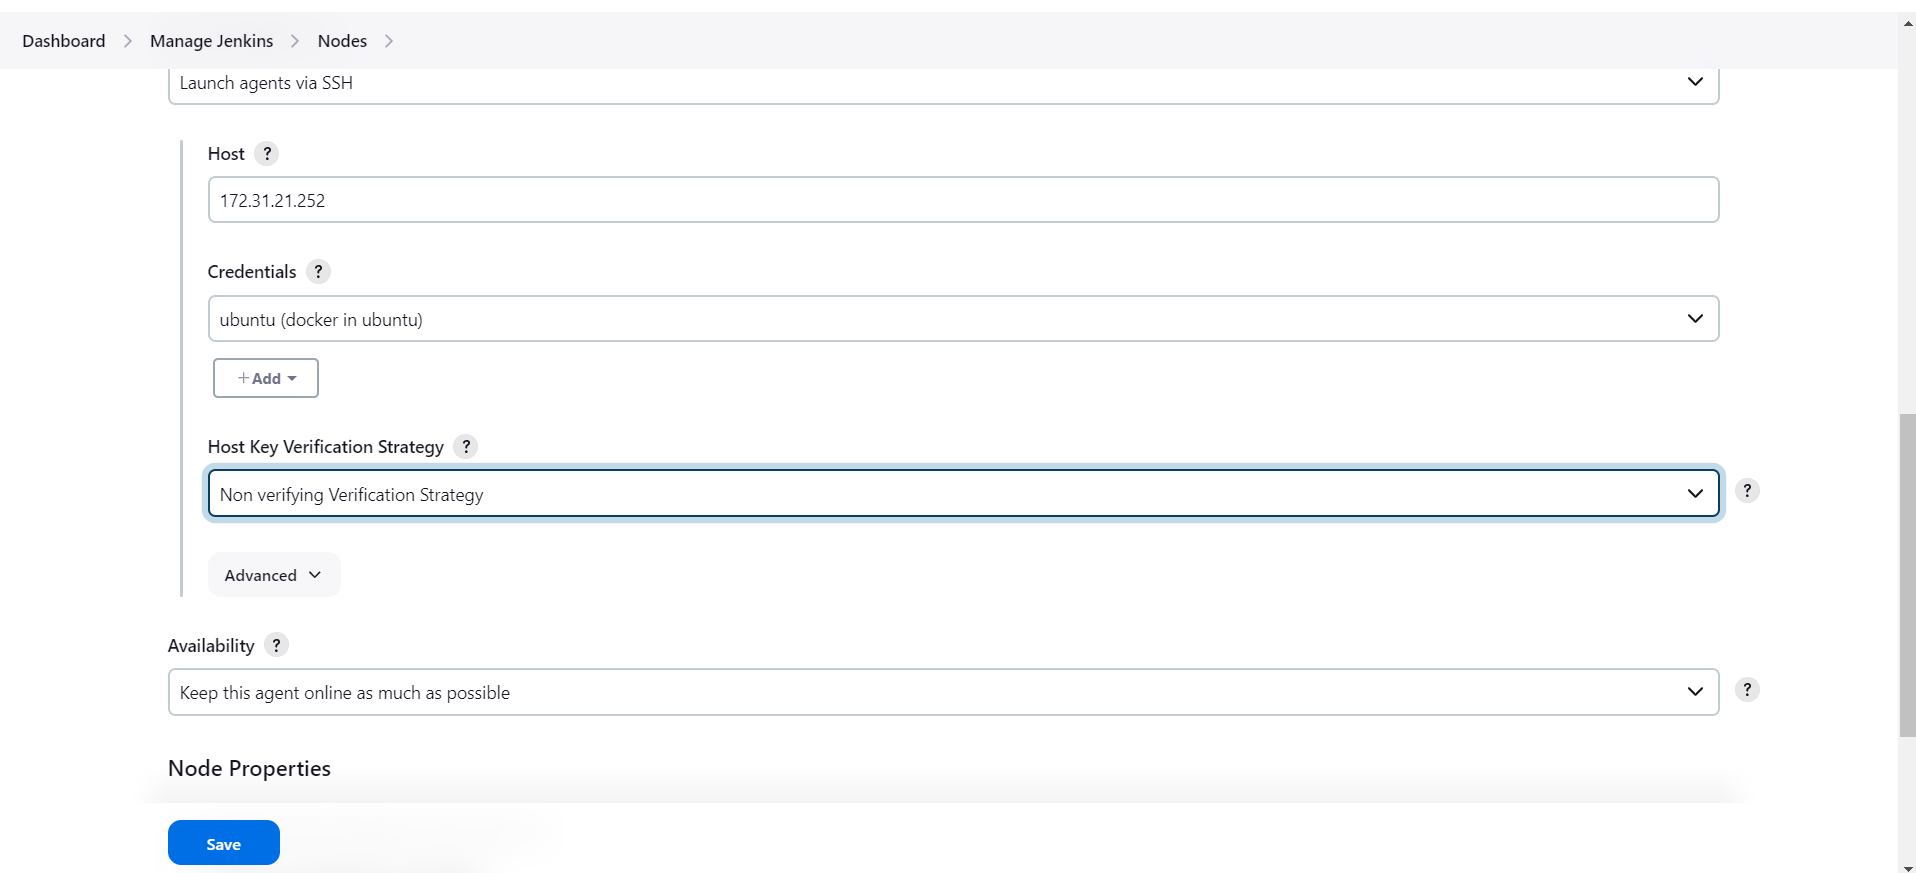 Dashboard > Manage Jenkins > Nodes >
Launch agents via SSH
Host ?
172.31.21.252
Credentials ?
ubuntu (docker in ubuntu)
+ Add
Host Key Verification Strategy ?
Non verifying Verification Strategy
?
Advanced
Availability ?
Keep this agent online as much as possible
?
Node Properties
Save